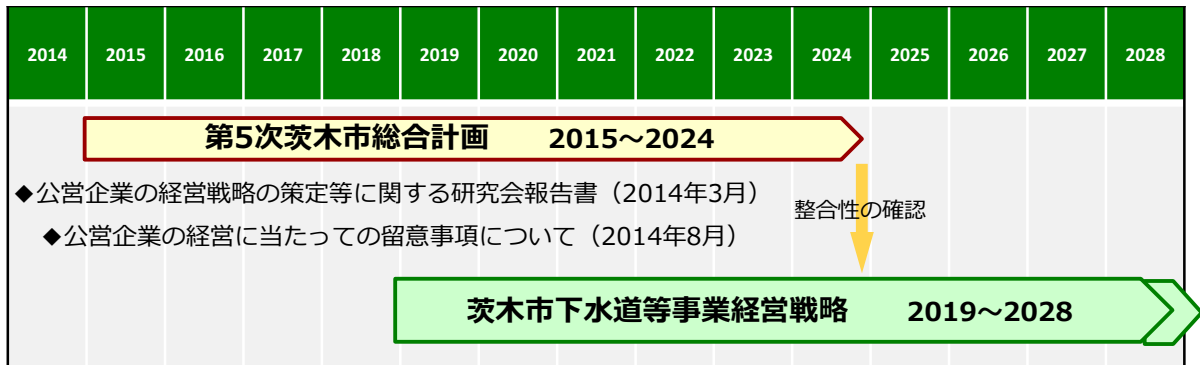 2014 2015 2016 2017 2018 2019 2020 2021 2022 2023 2024 2025 2026 2027 2028
第5次茨木市総合計画 2015～2024
◆公営企業の経営戦略の策定等に関する研究会報告書（2014年3月）
整合性の確認
◆公営企業の経営に当たっての留意事項について（2014年8月）
茨木市下水道等事業経営戦略 2019～2028